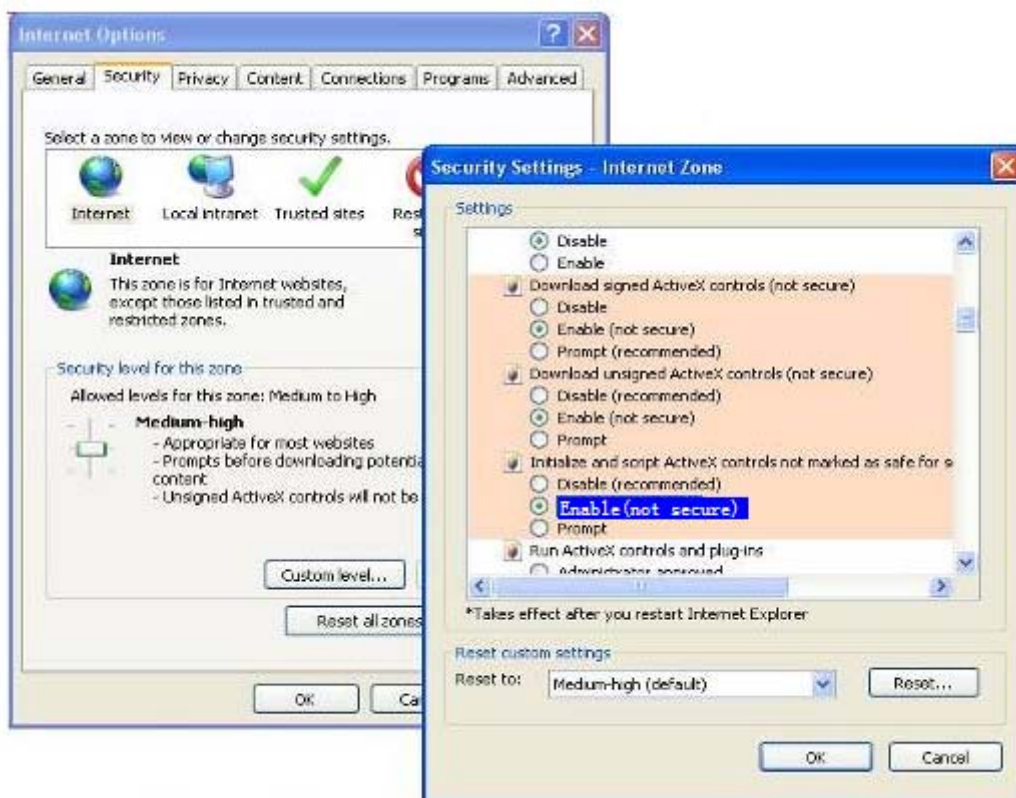 Internet Options
General Security Privacy Content Connections Programs Advanced
Select a zone to view or change security settings.
Internet Local intranet Trusted sites
Internet
This zone is for Internet websites,
except those listed in trusted and
restricted zones.
Security level for this zone
Allowed levels for this zone: Medium to High
Medium-high
- Appropriate for most websites
- Prompts before downloading
content
- Unsigned ActiveX controls will not be
Custom level...
Reset all zones
OK
Security Settings - Internet Zone
Settings
Disable
Enable
Download signed ActiveX controls (not secure)
Disable
Enable (not secure)
Prompt (recommended)
Download unsigned ActiveX controls (not secure)
Disable (recommended)
Enable (not secure)
Prompt
Initialize and script ActiveX controls not marked as safe for s
Disable (recommended)
Enable(not secure)
Prompt
Run ActiveX controls and plug-ins
Administrator approved
*Takes effect after you restart Internet Explorer
Reset custom settings
Reset to: Medium-high (default) Reset...
OK Cancel